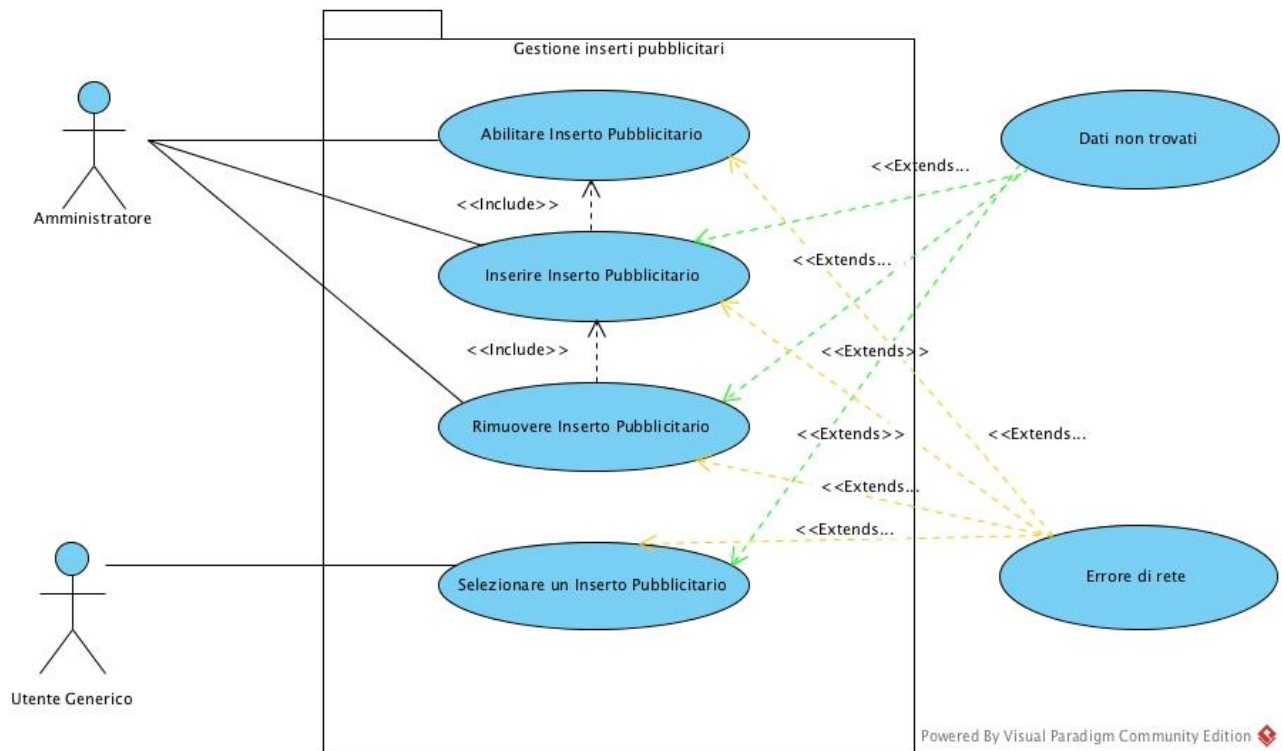 Gestione inserti pubblicitari
Abilitare Inserto Pubblicitario
Dati non trovati
<<Extends...
<<Include>>
Amministratore
<<Extends...
Inserire Inserto Pubblicitario
<<Include>>
<<Extends>>
Rimuovere Inserto Pubblicitario
<<Extends>>
<<Extends...
<<Extends...
<<Extends...
Selezionare un Inserto Pubblicitario
Errore di rete
Utente Generico
Powered By Visual Paradigm Community Edition